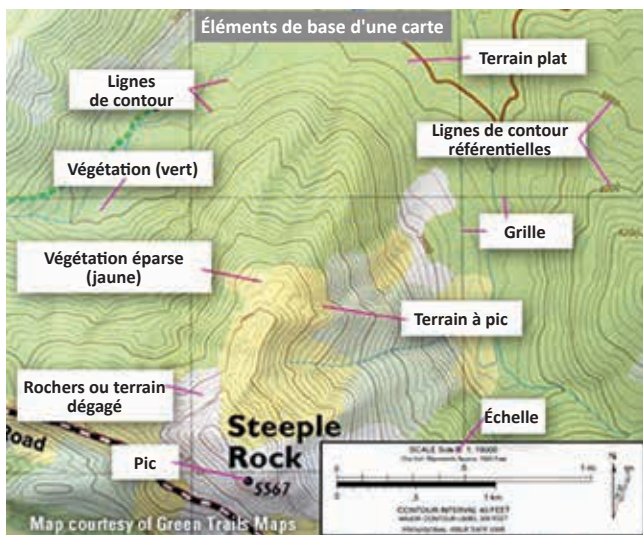 Éléments de base d'une carte
Lignes
de contour
Terrain plat
Lignes de contour
référentielles
Végétation (vert)
Grille
Végétation éparse
(jaune)
Terrain à pic
Rochers ou terrain
dégagé
Échelle
Road
Steeple
Rock
Pic
5567
1 km
CONTOUR INTERVAL 40 FEET
Map courtesy of Green Trails Maps